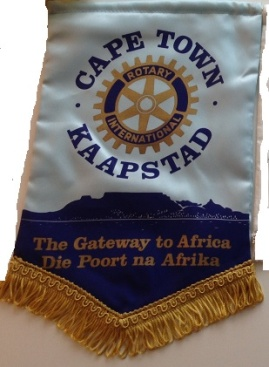 CAPE TOWN
ROTARY
INTERNATIONAL
KAAPSTAD
The Gateway to Africa
Die Poort na Afrika